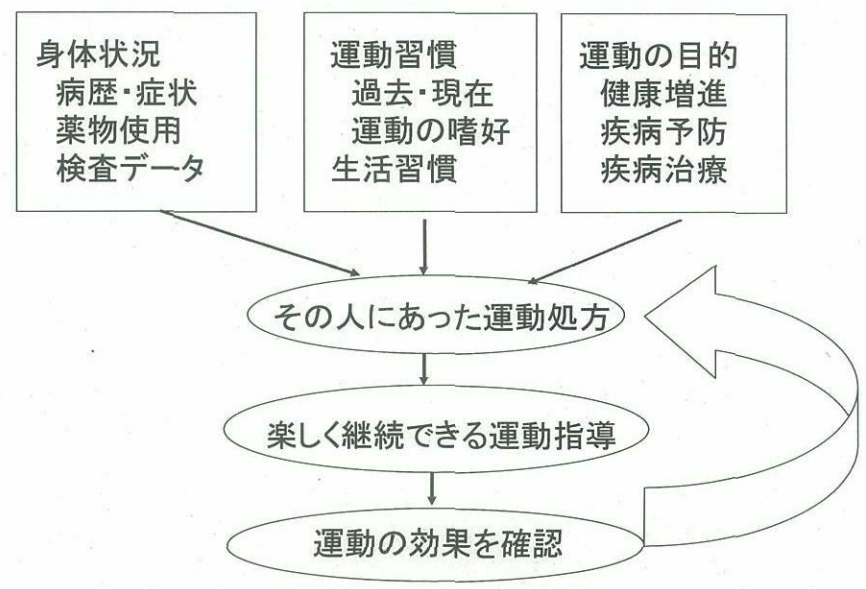 身体状況
病歴・症状
薬物使用
検査データ
運動習慣
過去・現在
運動の嗜好
生活習慣
運動の目的
健康増進
疾病予防
疾病治療
その人にあった運動処方
楽しく継続できる運動指導
運動の効果を確認